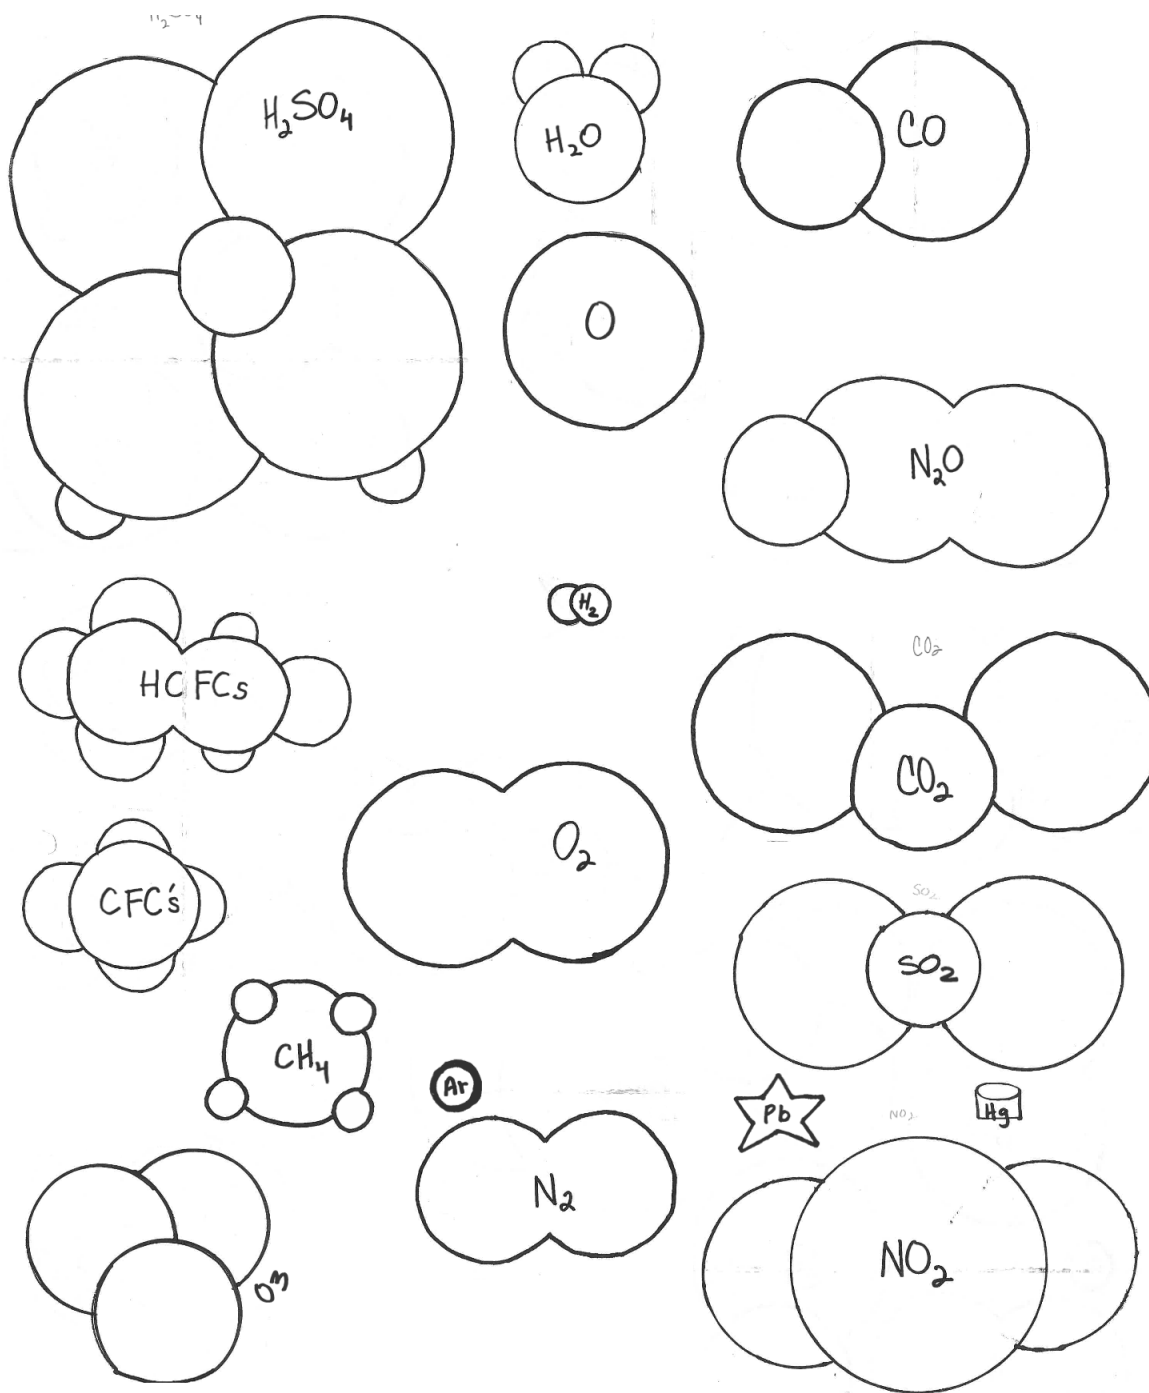 H₂SO₄
H₂SO₄
H₂O
CO
O
N₂O
H₂
HCFCs
CO₂
CO₂
O₂
CFC's
SO₂
SO₂
CH₄
Ar
Pb
Hg
NO₂
N₂
NO₂
O3